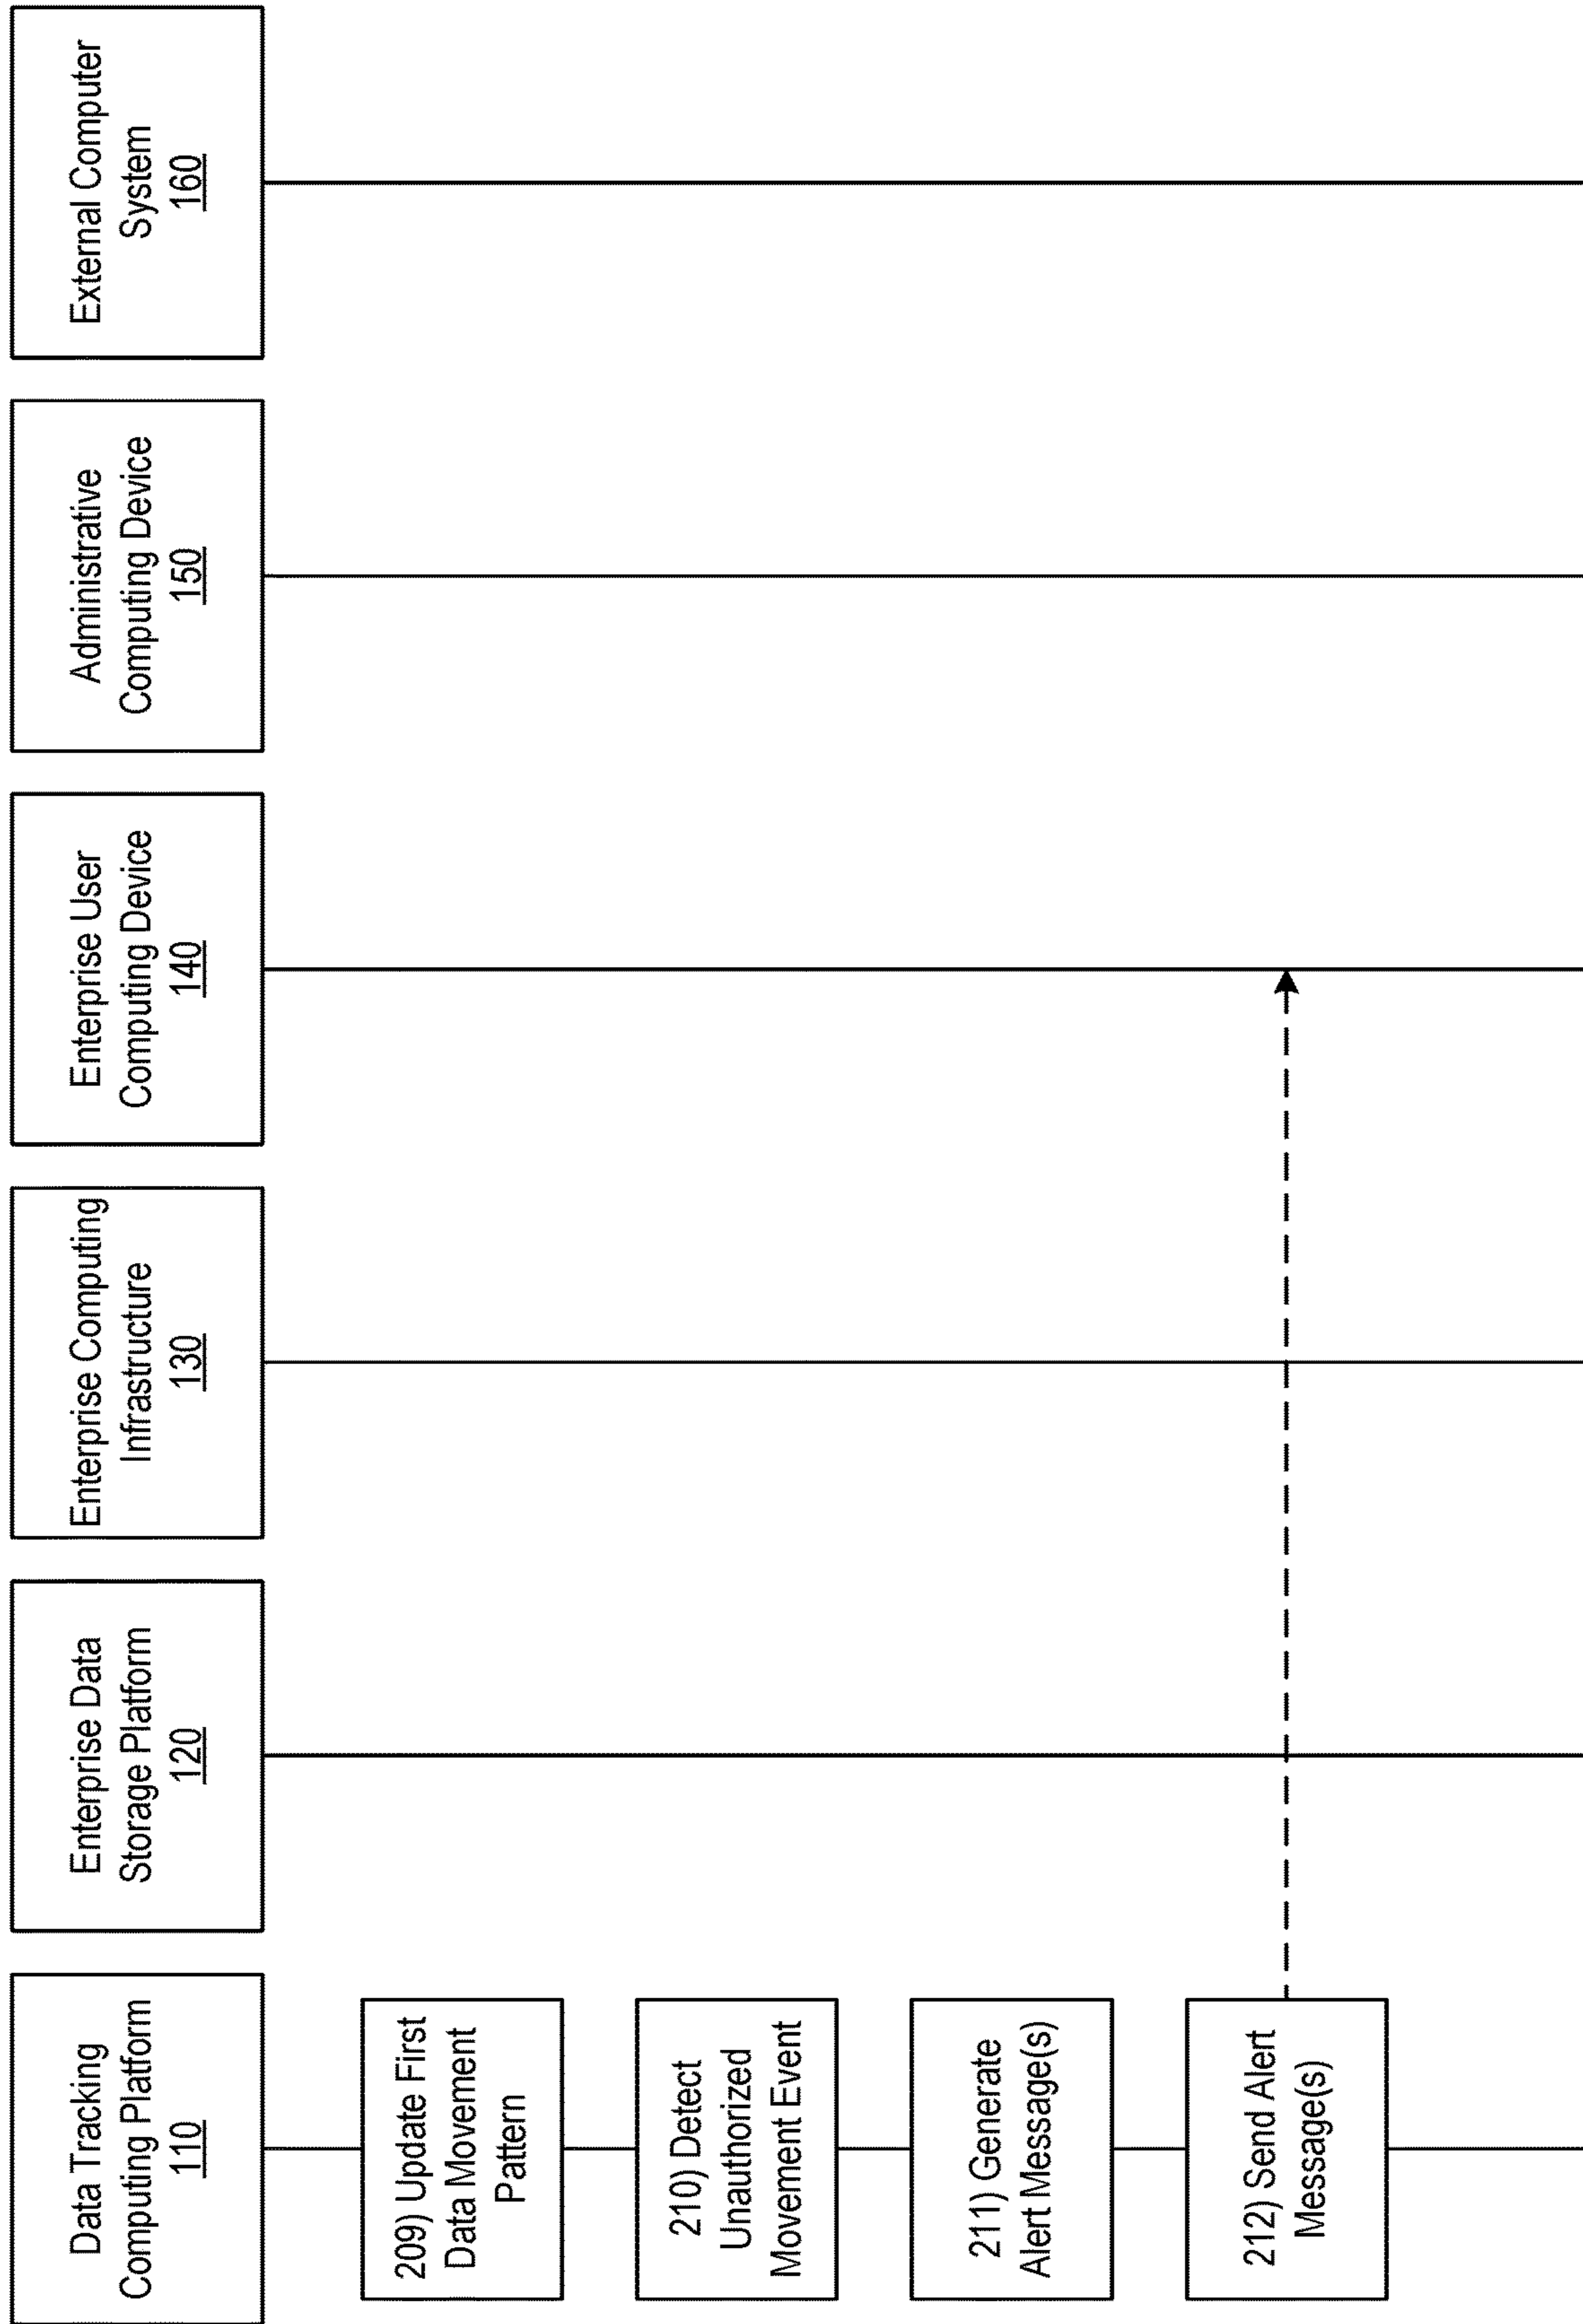 Data Tracking
Computing Platform
110
Enterprise Data
Storage Platform
120
Enterprise Computing
Infrastructure
130
Enterprise User
Computing Device
140
Administrative
Computing Device
150
External Computer
System
160
209) Update First
Data Movement
Pattern
210) Detect
Unauthorized
Movement Event
211) Generate
Alert Message(s)
212) Send Alert
Message(s)